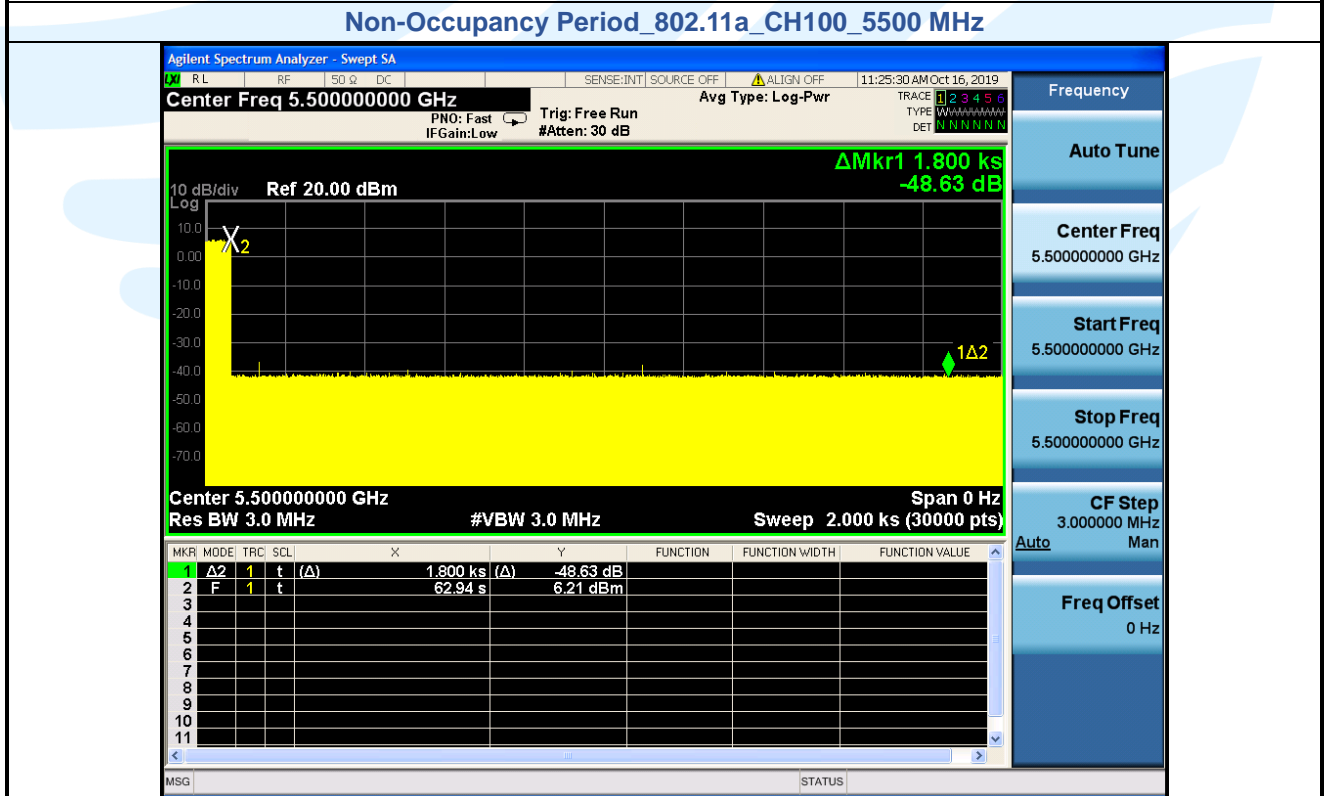 Non-Occupancy Period_802.11a_CH100_5500 MHz
Agilent Spectrum Analyzer - Swept SA
LXI RL RF 50 Ω DC SENSE:INT SOURCE OFF ALIGN OFF 11:25:30 AM Oct 16, 2019
Center Freq 5.500000000 GHz
PNO: Fast
IFGain:Low
Trig: Free Run
#Atten: 30 dB
Avg Type: Log-Pwr
TRACE 1 2 3 4 5 6
TYPE WWWWWW
DET N N N N N N
ΔMkr1 1.800 ks
-48.63 dB
10 dB/div Ref 20.00 dBm
Log
10.0
0.00
-10.0
-20.0
-30.0
-40.0
-50.0
-60.0
-70.0
X2
1Δ2
Center 5.500000000 GHz Span 0 Hz
Res BW 3.0 MHz #VBW 3.0 MHz Sweep 2.000 ks (30000 pts)
MKR MODE TRC SCL X Y FUNCTION FUNCTION WIDTH FUNCTION VALUE
1 Δ2 1 t (Δ) 1.800 ks (Δ) -48.63 dB
2 F 1 t 62.94 s 6.21 dBm
3
4
5
6
7
8
9
10
11
MSG STATUS
Frequency
Auto Tune
Center Freq
5.500000000 GHz
Start Freq
5.500000000 GHz
Stop Freq
5.500000000 GHz
CF Step
3.000000 MHz
Auto Man
Freq Offset
0 Hz